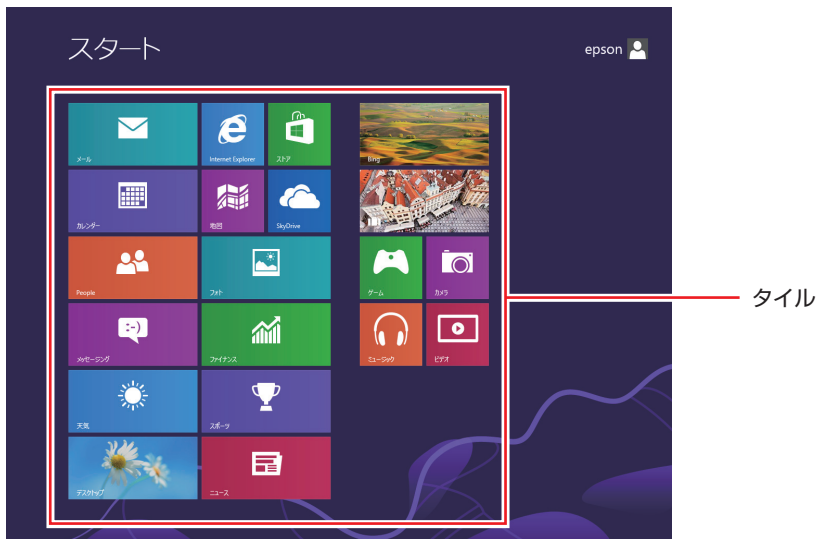 スタート
epson
メール
Internet Explorer
ストア
Bing
カレンダー
地図
SkyDrive
People
フォト
ゲーム
カメラ
メッセージング
ファイナンス
ミュージック
ビデオ
天気
スポーツ
デスクトップ
ニュース
タイル